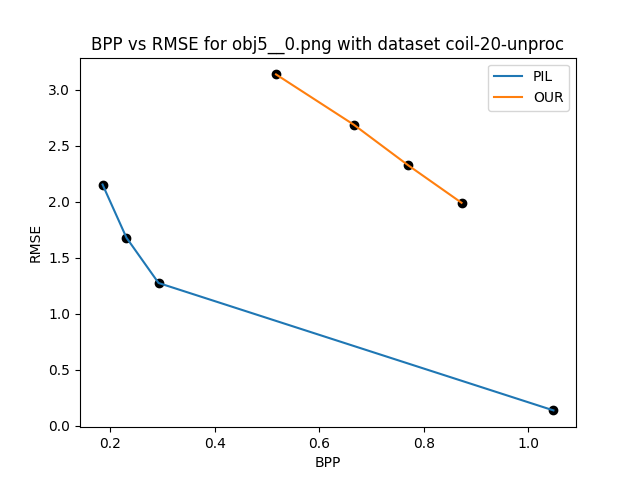 BPP vs RMSE for obj5__0.png with dataset coil-20-unproc
PIL
OUR
3.0
2.5
2.0
1.5
1.0
0.5
0.0
RMSE
0.2 0.4 0.6 0.8 1.0
BPP